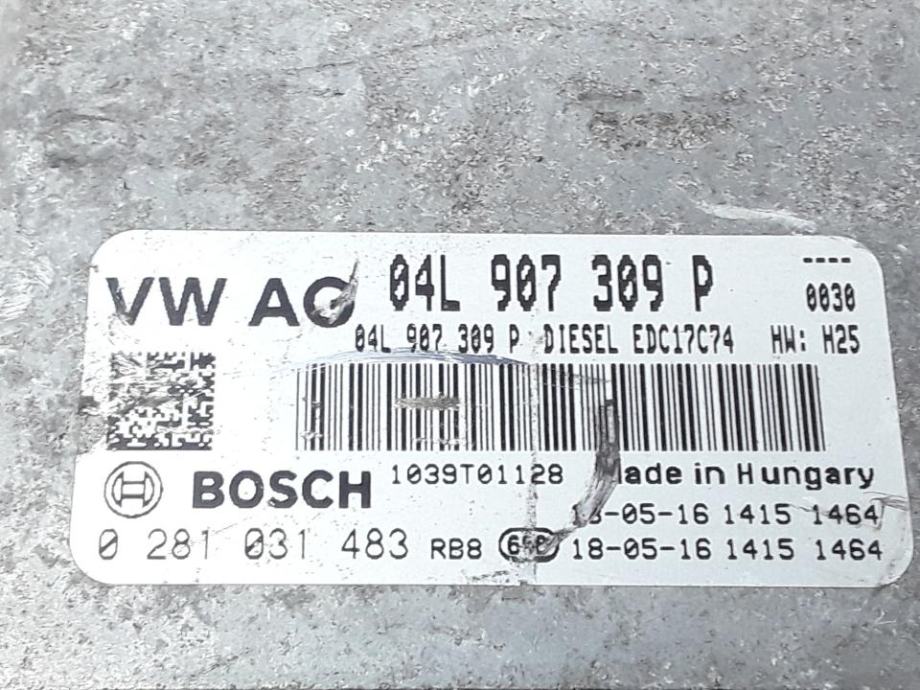 VW AG 04L 907 309 P ----
0030
04L 907 309 P DIESEL EDC17C74 HW: H25
BOSCH 1039T01128 Made in Hungary
18-05-16 1415 1464
0 281 031 483 RB8 18-05-16 1415 1464